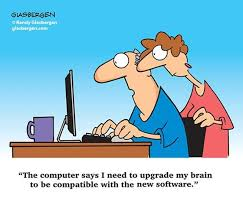 GLASBERGEN
© Randy Glasbergen
glasbergen.com
"The computer says I need to upgrade my brain
to be compatible with the new software."